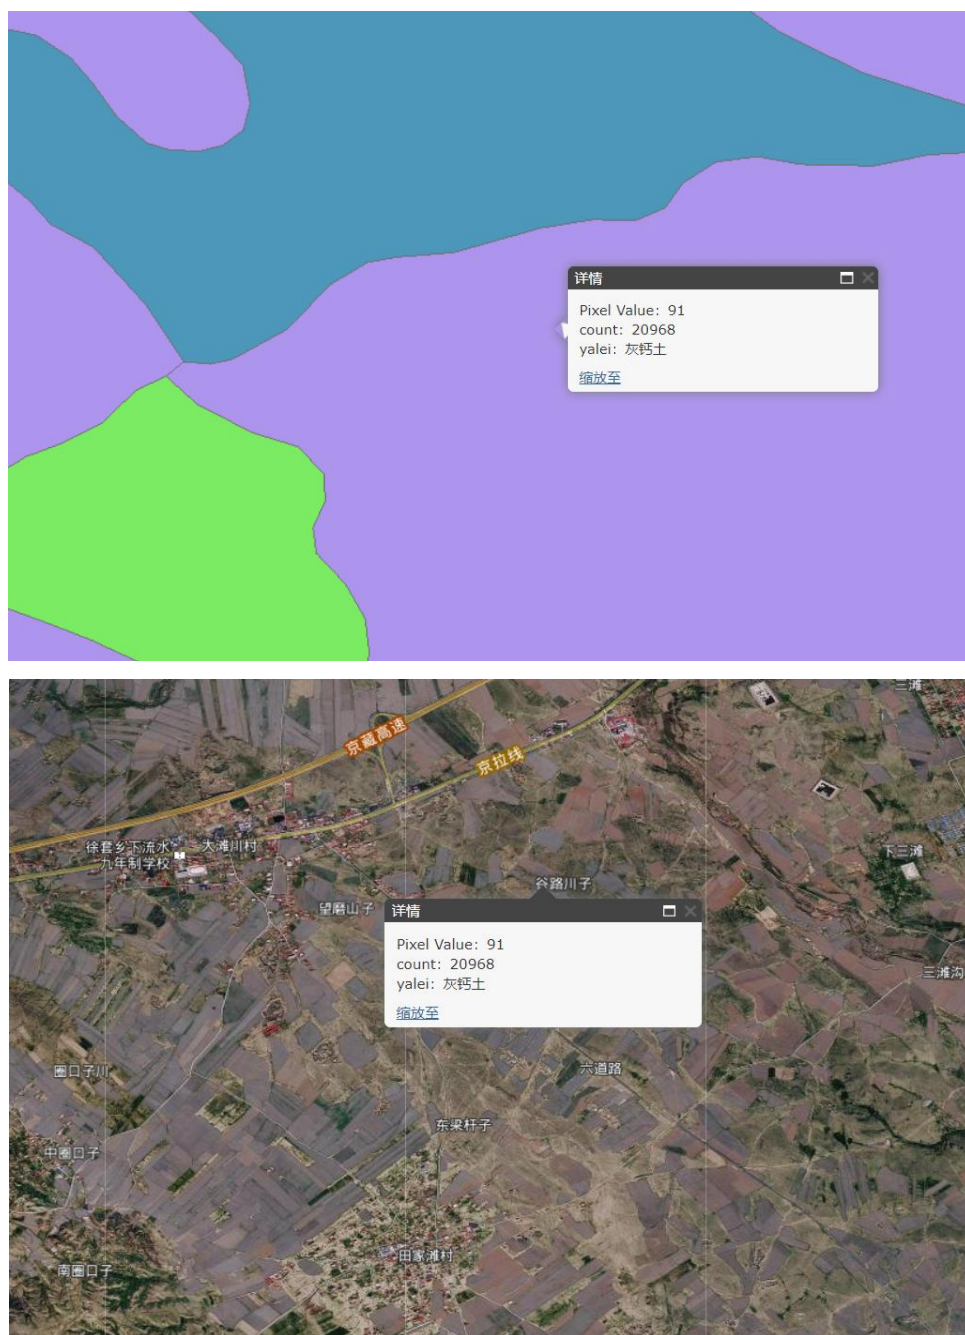 详情
Pixel Value: 91
count: 20968
yalei: 灰钙土
缩放至
三滩
京藏高速
京拉线
徐套乡下流水
九年制学校
大滩川村
下三滩
谷路川子
望磨山子
详情
Pixel Value: 91
count: 20968
yalei: 灰钙土
缩放至
三滩沟
圈口子川
六道路
东梁杆子
中圈口子
田家滩村
南圈口子